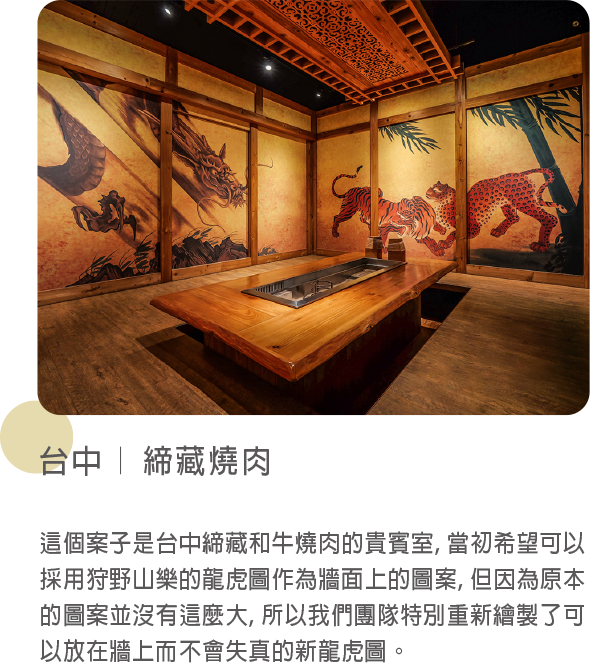 台中｜締藏燒肉
這個案子是台中締藏和牛燒肉的貴賓室, 當初希望可以
採用狩野山樂的龍虎圖作為牆面上的圖案, 但因為原本
的圖案並沒有這麼大, 所以我們團隊特別重新繪製了可
以放在牆上而不會失真的新龍虎圖。